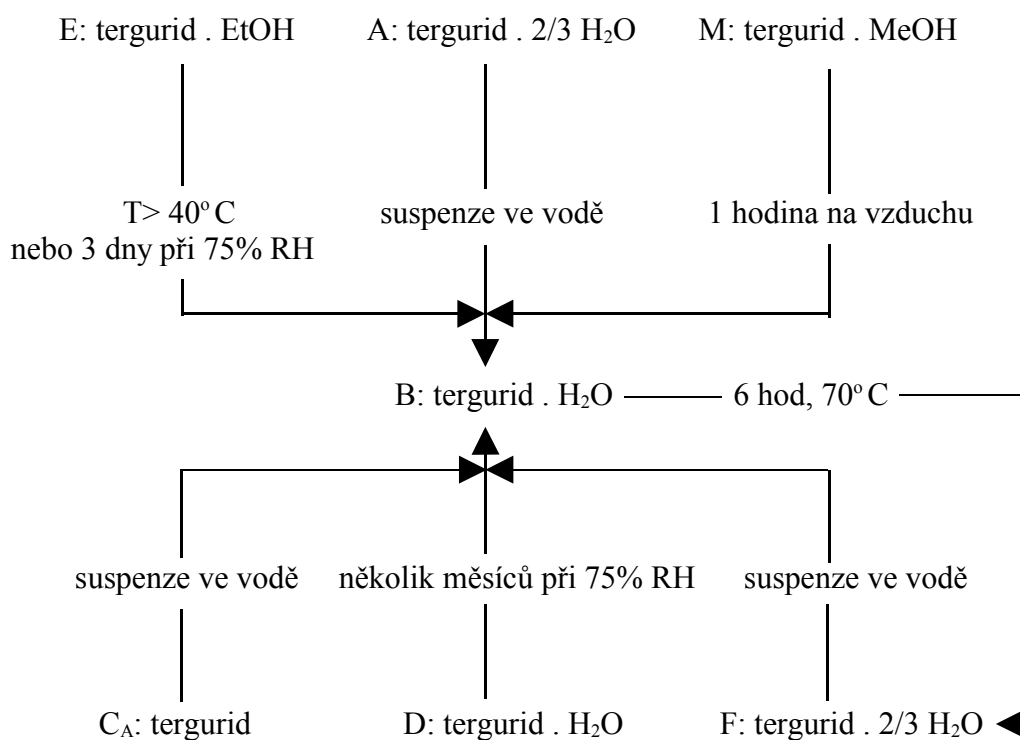 E: tergurid . EtOH
A: tergurid . 2/3 H₂O
M: tergurid . MeOH
T> 40º C
nebo 3 dny při 75% RH
suspenze ve vodě
1 hodina na vzduchu
B: tergurid . H₂O
6 hod, 70º C
suspenze ve vodě
několik měsíců při 75% RH
suspenze ve vodě
C_A: tergurid
D: tergurid . H₂O
F: tergurid . 2/3 H₂O